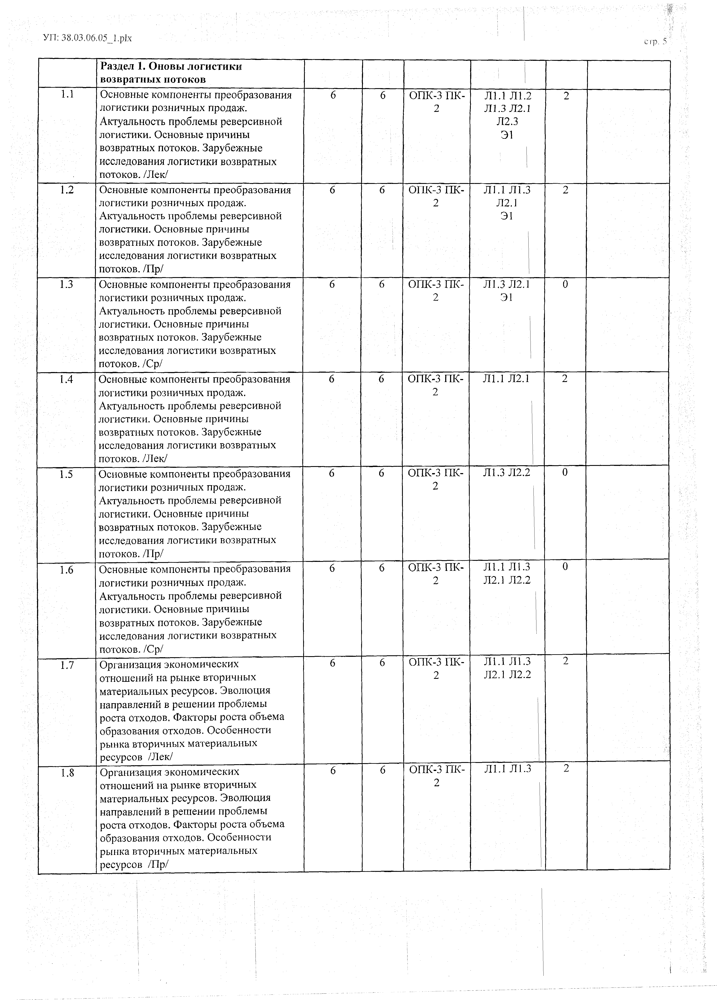 УП: 38.03.06.05_1.plx
стр. 5
Раздел 1. Оновы логистики
возвратных потоков
1.1 Основные компоненты преобразования 6 6 ОПК-3 ПК- Л1.1 Л1.2 2
логистики розничных продаж. 2 Л1.3 Л2.1
Актуальность проблемы реверсивной Л2.3
логистики. Основные причины Э1
возвратных потоков. Зарубежные
исследования логистики возвратных
потоков. /Лек/
1.2 Основные компоненты преобразования 6 6 ОПК-3 ПК- Л1.1 Л1.3 2
логистики розничных продаж. 2 Л2.1
Актуальность проблемы реверсивной Э1
логистики. Основные причины
возвратных потоков. Зарубежные
исследования логистики возвратных
потоков. /Пр/
1.3 Основные компоненты преобразования 6 6 ОПК-3 ПК- Л1.3 Л2.1 0
логистики розничных продаж. 2 Э1
Актуальность проблемы реверсивной
логистики. Основные причины
возвратных потоков. Зарубежные
исследования логистики возвратных
потоков. /Ср/
1.4 Основные компоненты преобразования 6 6 ОПК-3 ПК- Л1.1 Л2.1 2
логистики розничных продаж. 2
Актуальность проблемы реверсивной
логистики. Основные причины
возвратных потоков. Зарубежные
исследования логистики возвратных
потоков. /Лек/
1.5 Основные компоненты преобразования 6 6 ОПК-3 ПК- Л1.3 Л2.2 0
логистики розничных продаж. 2
Актуальность проблемы реверсивной
логистики. Основные причины
возвратных потоков. Зарубежные
исследования логистики возвратных
потоков. /Пр/
1.6 Основные компоненты преобразования 6 6 ОПК-3 ПК- Л1.1 Л1.3 0
логистики розничных продаж. 2 Л2.1 Л2.2
Актуальность проблемы реверсивной
логистики. Основные причины
возвратных потоков. Зарубежные
исследования логистики возвратных
потоков. /Ср/
1.7 Организация экономических 6 6 ОПК-3 ПК- Л1.1 Л1.3 2
отношений на рынке вторичных 2 Л2.1 Л2.2
материальных ресурсов. Эволюция
направлений в решении проблемы
роста отходов. Факторы роста объема
образования отходов. Особенности
рынка вторичных материальных
ресурсов /Лек/
1.8 Организация экономических 6 6 ОПК-3 ПК- Л1.1 Л1.3 2
отношений на рынке вторичных 2
материальных ресурсов. Эволюция
направлений в решении проблемы
роста отходов. Факторы роста объема
образования отходов. Особенности
рынка вторичных материальных
ресурсов /Пр/